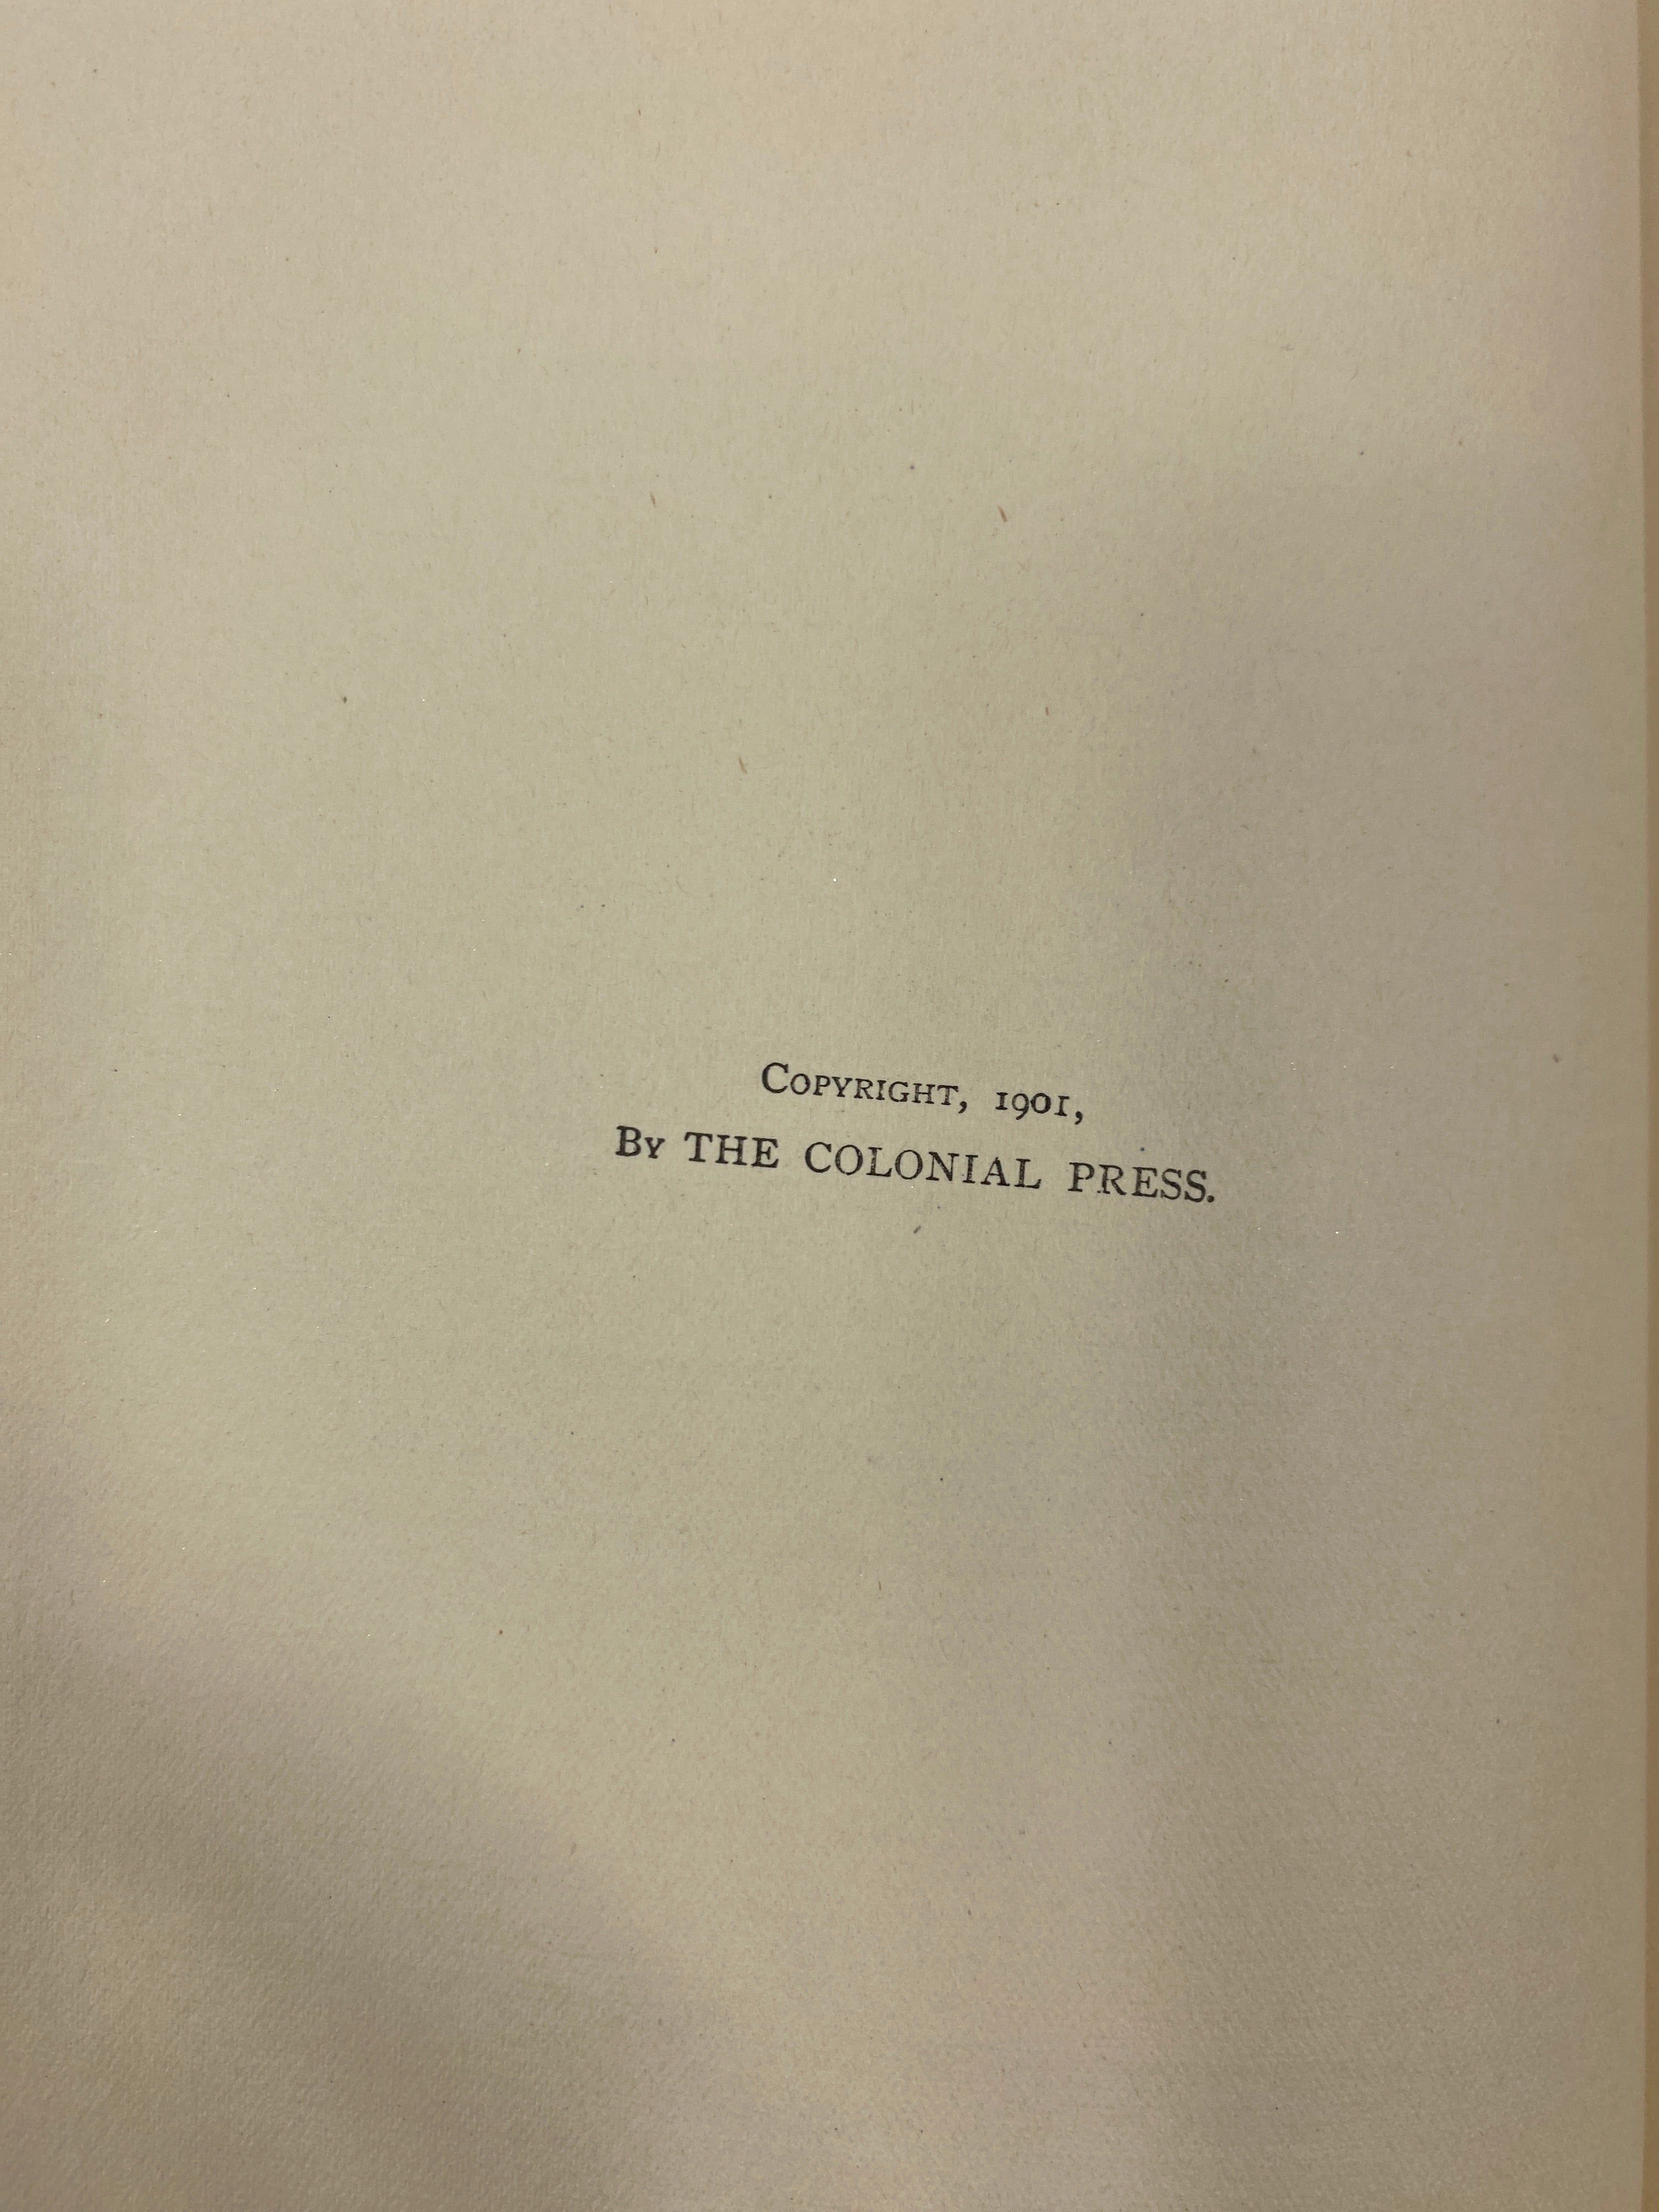 Copyright, 1901,
By THE COLONIAL PRESS.